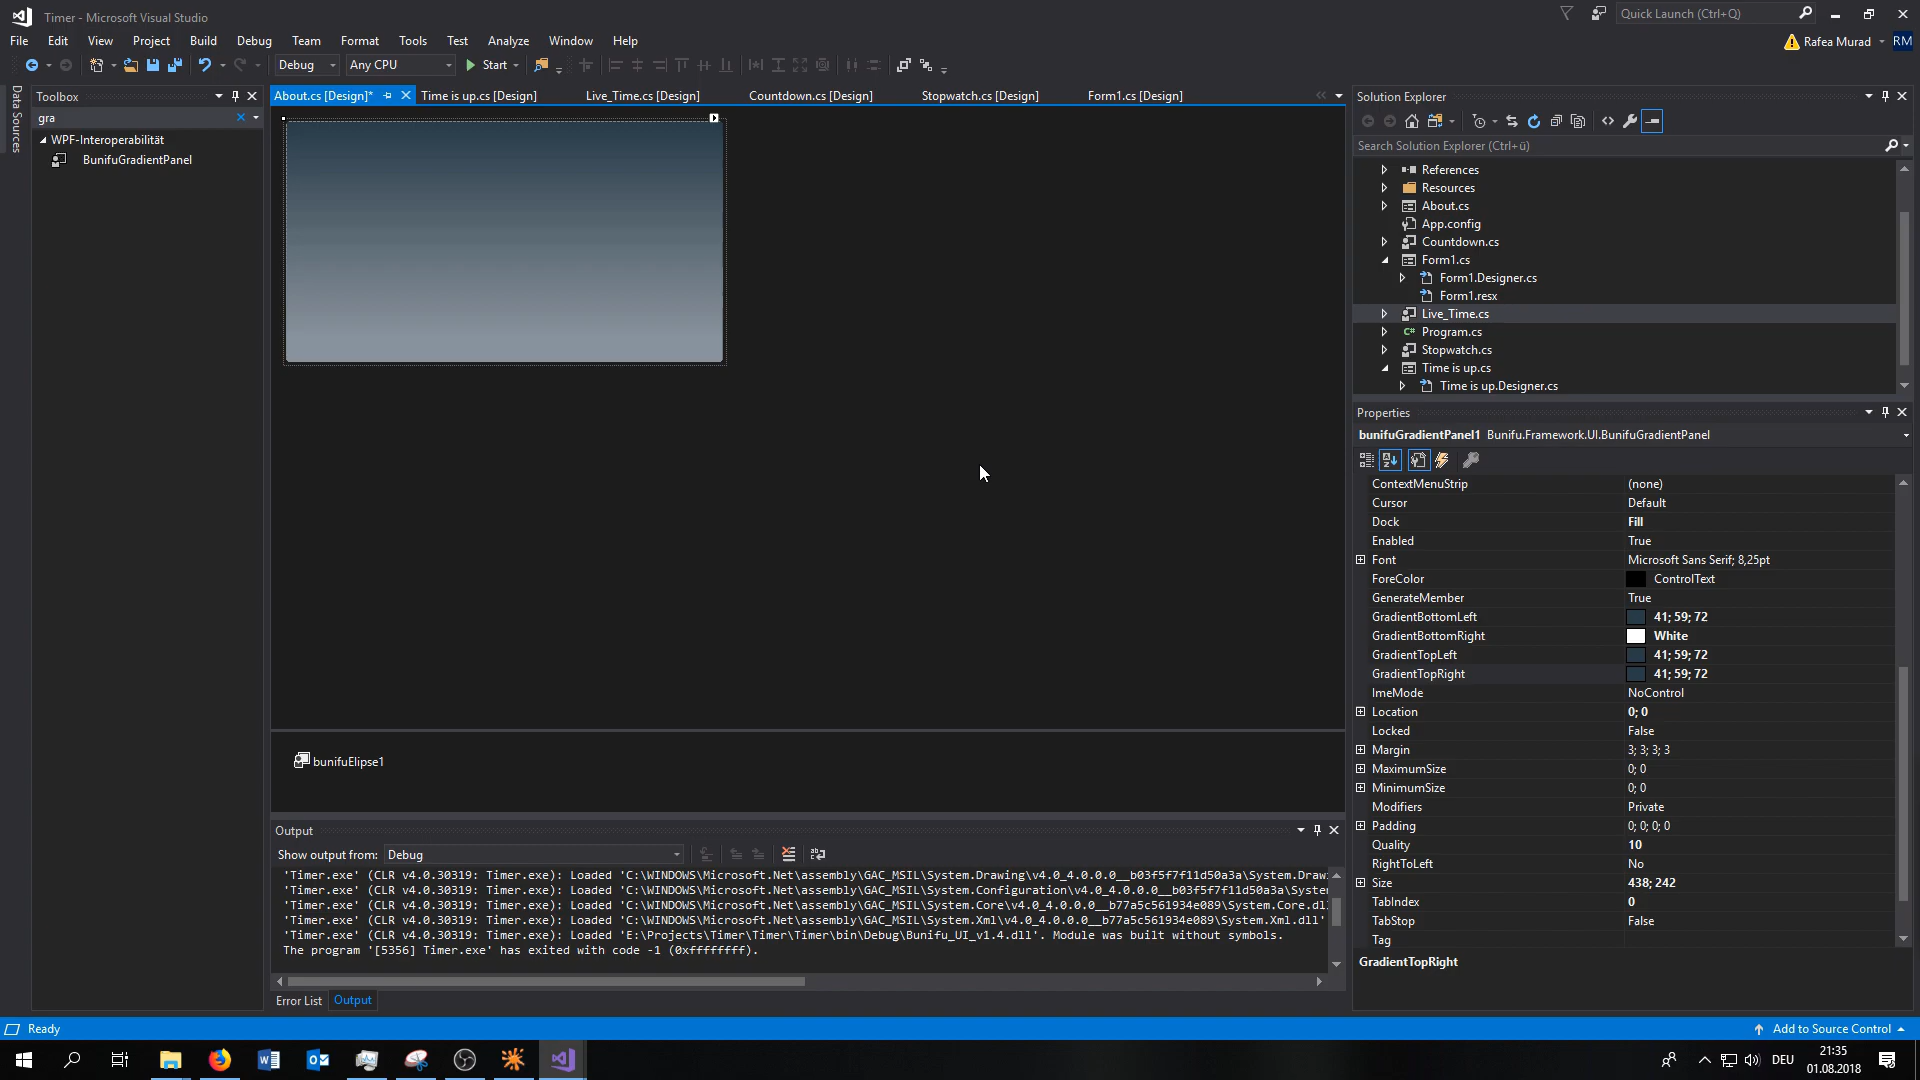 Timer - Microsoft Visual Studio
Quick Launch (Ctrl+Q)
File Edit View Project Build Debug Team Format Tools Test Analyze Window Help
Rafea Murad RM
Debug Any CPU Start
Data Sources
Toolbox
gra
WPF-Interoperabilität
BunifuGradientPanel
About.cs [Design]* Time is up.cs [Design] Live_Time.cs [Design] Countdown.cs [Design] Stopwatch.cs [Design] Form1.cs [Design]
bunifuElipse1
Output
Show output from: Debug
'Timer.exe' (CLR v4.0.30319: Timer.exe): Loaded 'C:\WINDOWS\Microsoft.Net\assembly\GAC_MSIL\System.Drawing\v4.0_4.0.0.0__b03f5f7f11d50a3a\System.Draw
'Timer.exe' (CLR v4.0.30319: Timer.exe): Loaded 'C:\WINDOWS\Microsoft.Net\assembly\GAC_MSIL\System.Configuration\v4.0_4.0.0.0__b03f5f7f11d50a3a\System
'Timer.exe' (CLR v4.0.30319: Timer.exe): Loaded 'C:\WINDOWS\Microsoft.Net\assembly\GAC_MSIL\System.Core\v4.0_4.0.0.0__b77a5c561934e089\System.Core.dl
'Timer.exe' (CLR v4.0.30319: Timer.exe): Loaded 'C:\WINDOWS\Microsoft.Net\assembly\GAC_MSIL\System.Xml\v4.0_4.0.0.0__b77a5c561934e089\System.Xml.dll'
'Timer.exe' (CLR v4.0.30319: Timer.exe): Loaded 'E:\Projects\Timer\Timer\Timer\bin\Debug\Bunifu_UI_v1.4.dll'. Module was built without symbols.
The program '[5356] Timer.exe' has exited with code -1 (0xffffffff).
Error List Output
Solution Explorer
Search Solution Explorer (Ctrl+ü)
References
Resources
About.cs
App.config
Countdown.cs
Form1.cs
Form1.Designer.cs
Form1.resx
Live_Time.cs
C# Program.cs
Stopwatch.cs
Time is up.cs
Time is up.Designer.cs
Properties
bunifuGradientPanel1 Bunifu.Framework.UI.BunifuGradientPanel
ContextMenuStrip (none)
Cursor Default
Dock Fill
Enabled True
Font Microsoft Sans Serif; 8,25pt
ForeColor ControlText
GenerateMember True
GradientBottomLeft 41; 59; 72
GradientBottomRight White
GradientTopLeft 41; 59; 72
GradientTopRight 41; 59; 72
ImeMode NoControl
Location 0; 0
Locked False
Margin 3; 3; 3; 3
MaximumSize 0; 0
MinimumSize 0; 0
Modifiers Private
Padding 0; 0; 0; 0
Quality 10
RightToLeft No
Size 438; 242
TabIndex 0
TabStop False
Tag
GradientTopRight
Ready
Add to Source Control
DEU
21:35
01.08.2018